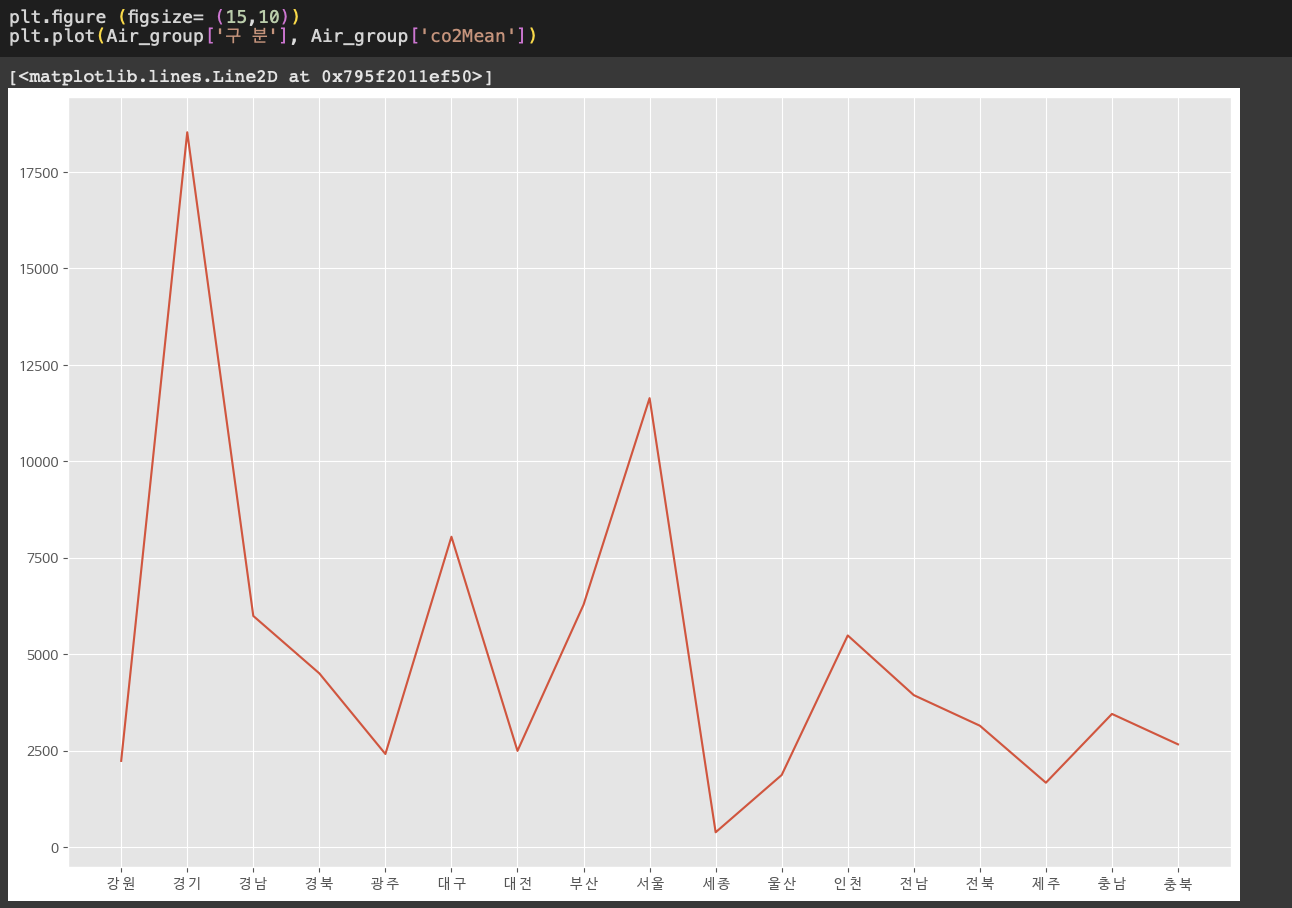 plt.figure (figsize= (15,10))
plt.plot(Air_group['구 분'], Air_group['co2Mean'])
[<matplotlib.lines.Line2D at 0x795f2011ef50>]
17500
15000
12500
10000
7500
5000
2500
0
강원 경기 경남 경북 광주 대구 대전 부산 서울 세종 울산 인천 전남 전북 제주 충남 충북